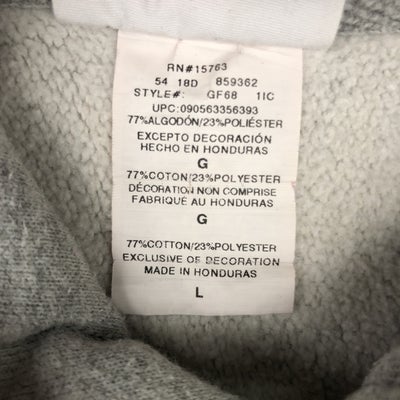 RN#15763
54 18D 859362
STYLE#: GF68 1IC
UPC:090563356393
77%ALGODÓN/23%POLIÉSTER
EXCEPTO DECORACIÓN
HECHO EN HONDURAS
G
77%COTON/23%POLYESTER
DÉCORATION NON COMPRISE
FABRIQUÉ AU HONDURAS
G
77%COTTON/23%POLYESTER
EXCLUSIVE OF DECORATION
MADE IN HONDURAS
L